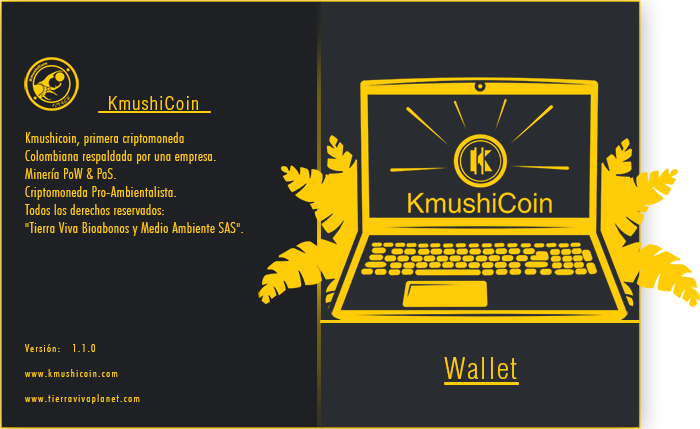 KmushiCoin
Kmushicoin, primera criptomoneda
Colombiana respaldada por una empresa.
Minería PoW & PoS.
Criptomoneda Pro-Ambientalista.
Todos los derechos reservados:
"Tierra Viva Bioabonos y Medio Ambiente SAS".
Versión: 1.1.0
www.kmushicoin.com
www.tierravivaplanet.com
K
KmushiCoin
Wallet